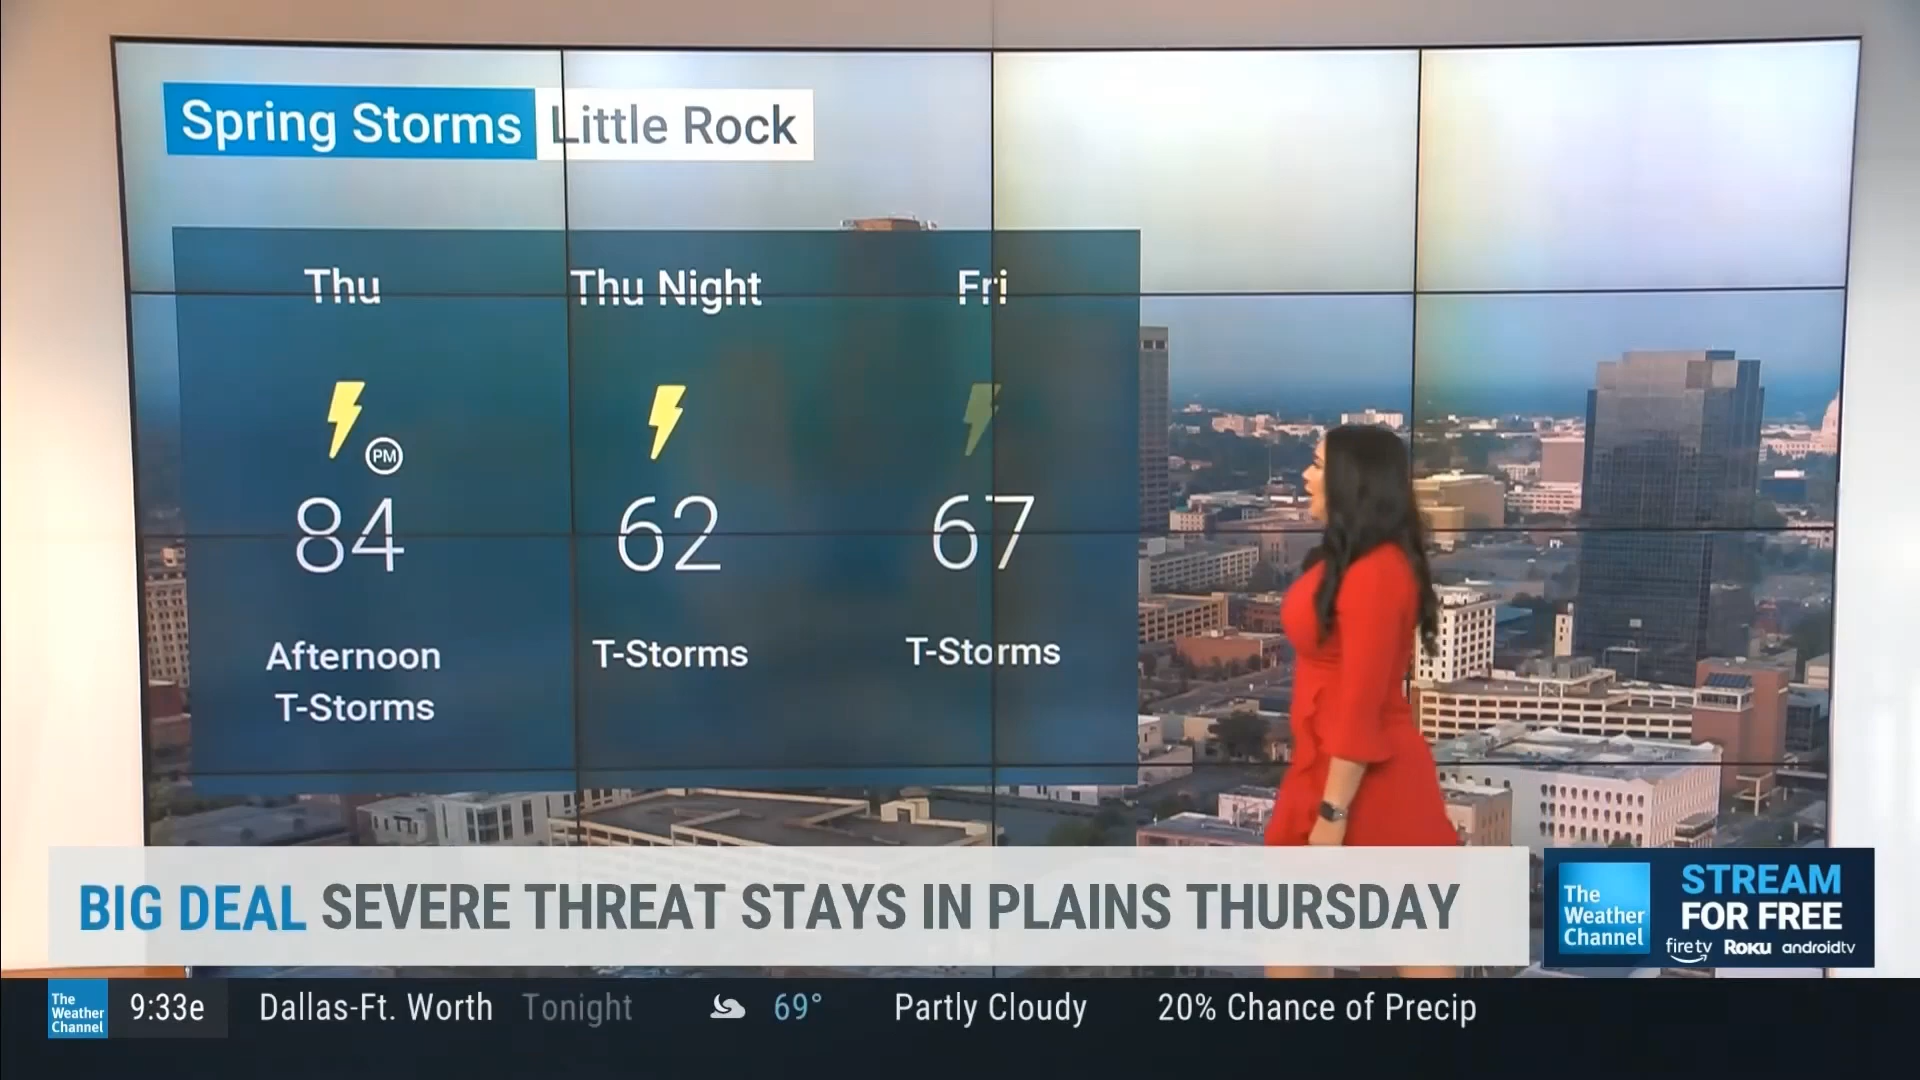 Spring Storms Little Rock
Thu Thu Night Fri
PM
84 62 67
Afternoon T-Storms T-Storms
T-Storms
BIG DEAL SEVERE THREAT STAYS IN PLAINS THURSDAY
The
Weather
Channel
STREAM
FOR FREE
firetv Roku androidtv
The
Weather
Channel
9:33e Dallas-Ft. Worth Tonight 69° Partly Cloudy 20% Chance of Precip